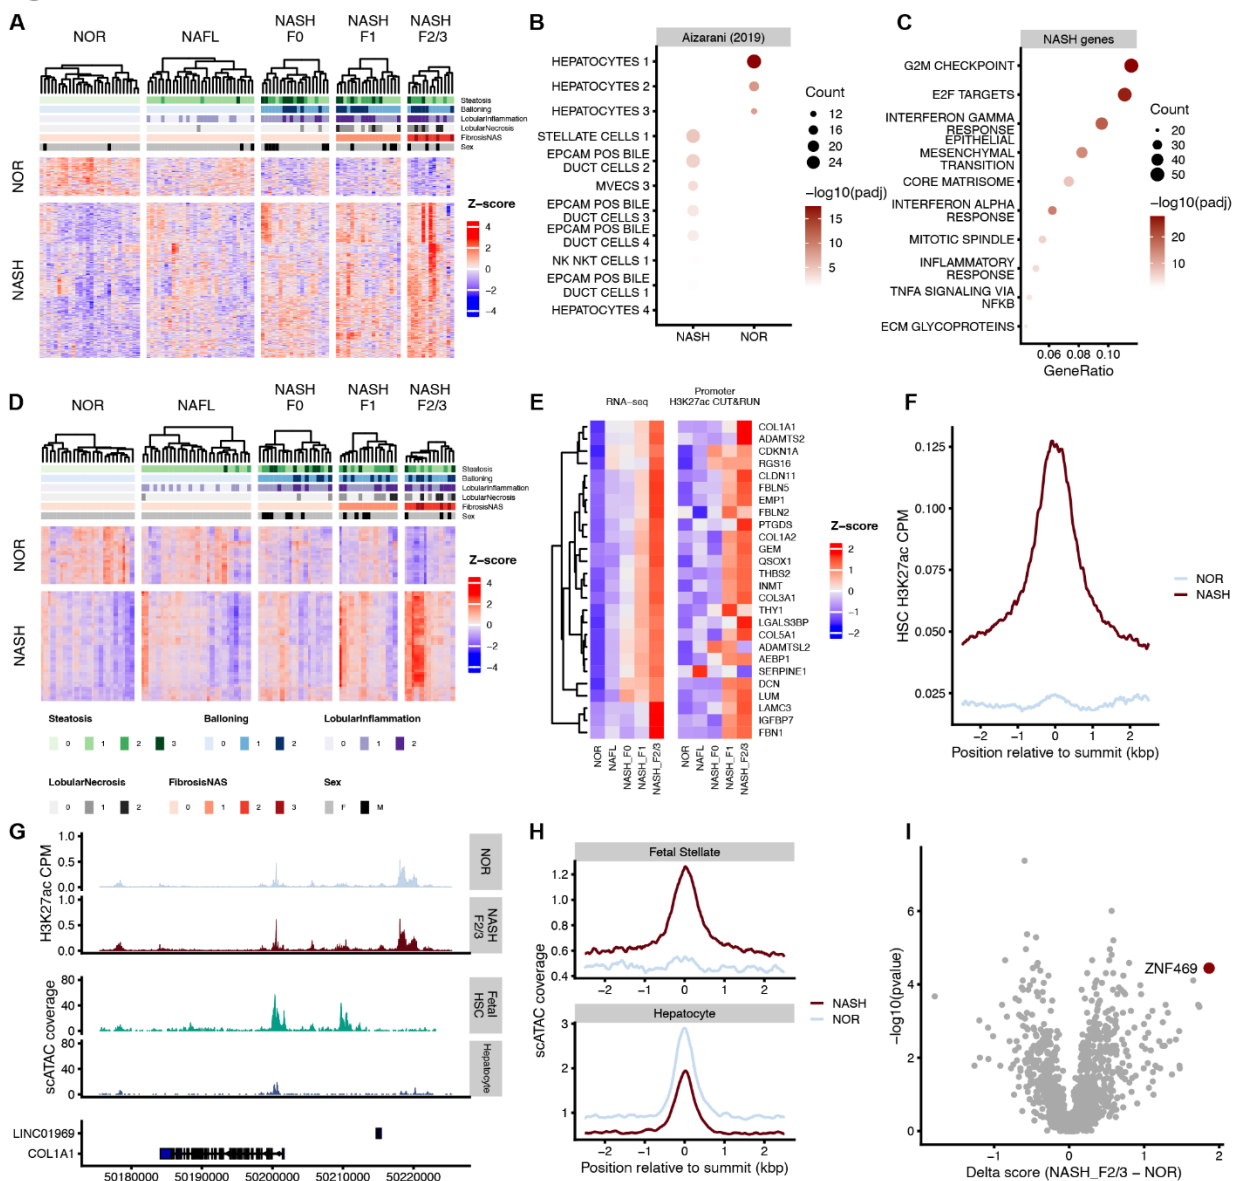 A
NOR
NAFL
NASH
F0
NASH
F1
NASH
F2/3
Steatosis
Ballooning
LobularInflammation
LobularNecrosis
FibrosisNAS
Sex
NOR
NASH
Z-score
4
2
0
−2
−4
B
Aizarani (2019)
HEPATOCYTES 1
HEPATOCYTES 2
HEPATOCYTES 3
STELLATE CELLS 1
EPCAM POS BILE
DUCT CELLS 2
MVECS 3
EPCAM POS BILE
DUCT CELLS 3
EPCAM POS BILE
DUCT CELLS 4
NK NKT CELLS 1
EPCAM POS BILE
DUCT CELLS 1
HEPATOCYTES 4
NASH
NOR
Count
12
16
20
24
−log10(padj)
15
10
5
C
NASH genes
G2M CHECKPOINT
E2F TARGETS
INTERFERON GAMMA
RESPONSE
EPITHELIAL
MESENCHYMAL
TRANSITION
CORE MATRISOME
INTERFERON ALPHA
RESPONSE
MITOTIC SPINDLE
INFLAMMATORY
RESPONSE
TNFA SIGNALING VIA
NFKB
ECM GLYCOPROTEINS
0.06 0.08 0.10
GeneRatio
Count
20
30
40
50
−log10(padj)
20
10
D
NOR
NAFL
NASH
F0
NASH
F1
NASH
F2/3
Steatosis
Ballooning
LobularInflammation
LobularNecrosis
FibrosisNAS
Sex
NOR
NASH
Z-score
4
2
0
−2
−4
Steatosis
0 1 2 3
Ballooning
0 1 2
LobularInflammation
0 1 2
LobularNecrosis
0 1 2
FibrosisNAS
0 1 2 3
Sex
F M
E
RNA−seq
Promoter
H3K27ac CUT&RUN
COL1A1
ADAMTS2
CDKN1A
RGS16
CLDN11
FBLN5
EMP1
FBLN2
PTGDS
COL1A2
GEM
QSOX1
THBS2
INMT
COL3A1
THY1
LGALS3BP
COL5A1
ADAMTSL2
AEBP1
SERPINE1
DCN
LUM
LAMC3
IGFBP7
FBN1
NOR
NAFL
NASH_F0
NASH_F1
NASH_F2/3
NOR
NAFL
NASH_F0
NASH_F1
NASH_F2/3
Z−score
2
1
0
−1
−2
F
HSC H3K27ac CPM
0.125
0.100
0.075
0.050
0.025
−2 −1 0 1 2
Position relative to summit (kbp)
NOR
NASH
G
H3K27ac CPM
1.0
0.5
0.0
NOR
1.0
0.5
0.0
NASH
F2/3
scATAC coverage
80
40
0
Fetal
HSC
80
40
0
Hepatocyte
LINC01969
COL1A1
50180000 50190000 50200000 50210000 50220000
H
Fetal Stellate
1.2
1.0
0.8
0.6
0.4
−2 −1 0 1 2
Hepatocyte
3
2
1
−2 −1 0 1 2
scATAC coverage
Position relative to summit (kbp)
NASH
NOR
I
−log10(pvalue)
6
4
2
0
ZNF469
−1 0 1 2
Delta score (NASH_F2/3 − NOR)